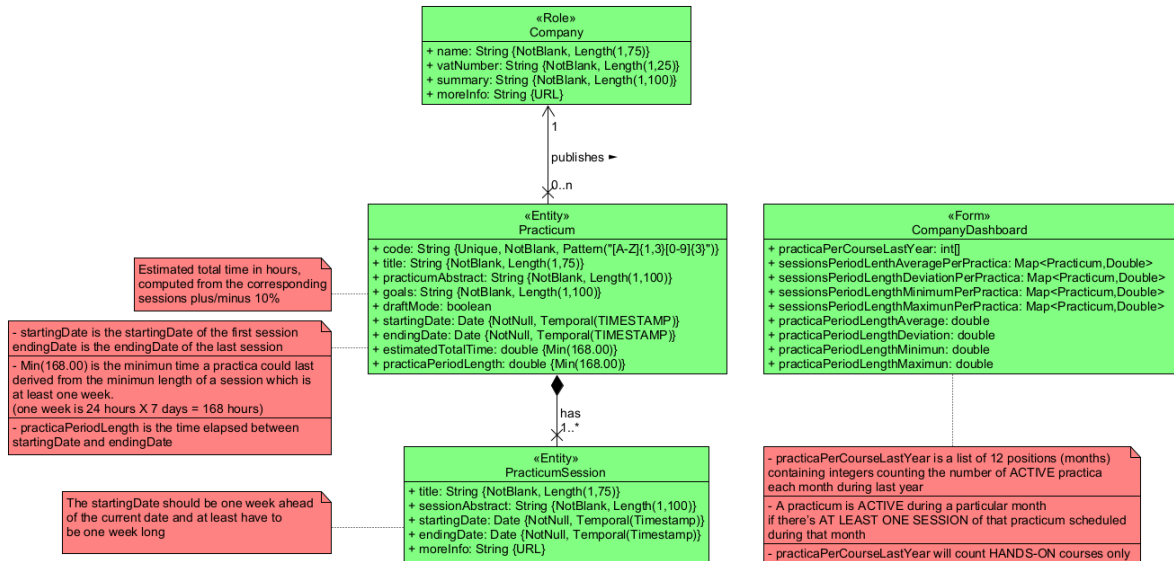 «Role»
Company
+ name: String {NotBlank, Length(1,75)}
+ vatNumber: String {NotBlank, Length(1,25)}
+ summary: String {NotBlank, Length(1,100)}
+ moreInfo: String {URL}
1
publishes ►
0..n
«Entity»
Practicum
+ code: String {Unique, NotBlank, Pattern("[A-Z]{1,3}[0-9]{3}")}
+ title: String {NotBlank, Length(1,75)}
+ practicumAbstract: String {NotBlank, Length(1,100)}
+ goals: String {NotBlank, Length(1,100)}
+ draftMode: boolean
+ startingDate: Date {NotNull, Temporal(TIMESTAMP)}
+ endingDate: Date {NotNull, Temporal(TIMESTAMP)}
+ estimatedTotalTime: double {Min(168.00)}
+ practicaPeriodLength: double {Min(168.00)}
«Form»
CompanyDashboard
+ practicaPerCourseLastYear: int[]
+ sessionsPeriodLenthAveragePerPractica: Map<Practicum,Double>
+ sessionsPeriodLengthDeviationPerPractica: Map<Practicum,Double>
+ sessionsPeriodLengthMinimumPerPractica: Map<Practicum,Double>
+ sessionsPeriodLengthMaximunPerPractica: Map<Practicum,Double>
+ practicaPeriodLengthAverage: double
+ practicaPeriodLengthDeviation: double
+ practicaPeriodLengthMinimun: double
+ practicaPeriodLengthMaximun: double
Estimated total time in hours,
computed from the corresponding
sessions plus/minus 10%
- startingDate is the startingDate of the first session
endingDate is the endingDate of the last session
- Min(168.00) is the minimun time a practica could last
derived from the minimun length of a session which is
at least one week.
(one week is 24 hours X 7 days = 168 hours)
- practicaPeriodLength is the time elapsed between
startingDate and endingDate
has
1..*
«Entity»
PracticumSession
+ title: String {NotBlank, Length(1,75)}
+ sessionAbstract: String {NotBlank, Length(1,100)}
+ startingDate: Date {NotNull, Temporal(Timestamp)}
+ endingDate: Date {NotNull, Temporal(Timestamp)}
+ moreInfo: String {URL}
The startingDate should be one week ahead
of the current date and at least have to
be one week long
- practicaPerCourseLastYear is a list of 12 positions (months)
containing integers counting the number of ACTIVE practica
each month during last year
- A practicum is ACTIVE during a particular month
if there's AT LEAST ONE SESSION of that practicum scheduled
during that month
- practicaPerCourseLastYear will count HANDS-ON courses only